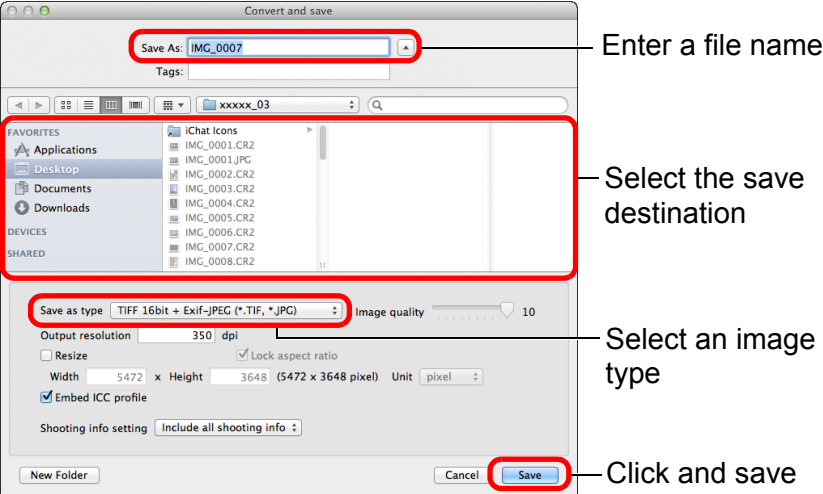 Convert and save
Save As: IMG_0007
Enter a file name
Tags:
xxxxx_03
FAVORITES
Applications
Desktop
Documents
Downloads
DEVICES
SHARED
iChat Icons
IMG_0001.CR2
IMG_0001.JPG
IMG_0002.CR2
IMG_0003.CR2
IMG_0004.CR2
IMG_0005.CR2
IMG_0006.CR2
IMG_0007.CR2
IMG_0008.CR2
Select the save
destination
Save as type TIFF 16bit + Exif-JPEG (*.TIF, *.JPG) Image quality 10
Output resolution 350 dpi
Resize Lock aspect ratio
Width 5472 x Height 3648 (5472 x 3648 pixel) Unit pixel
Embed ICC profile
Shooting info setting Include all shooting info
Select an image
type
New Folder Cancel Save
Click and save